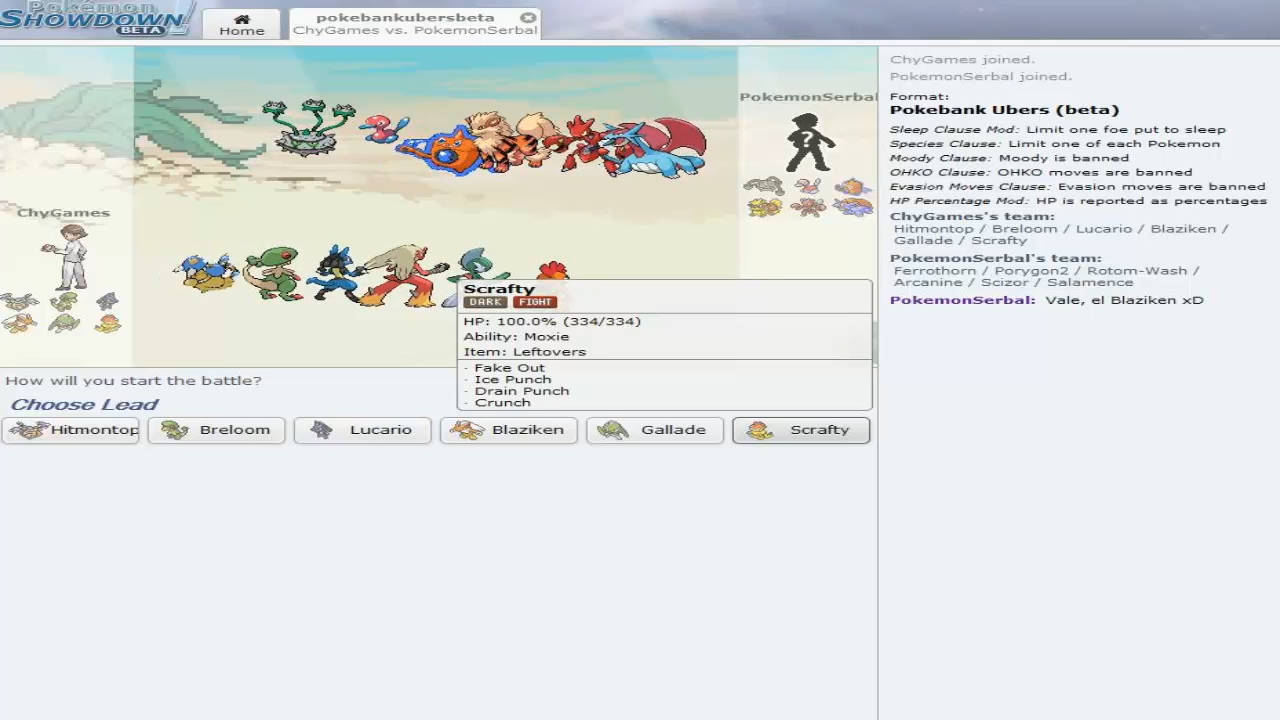 Pokémon
SHOWDOWN
BETA
Home
pokebankubersbeta
ChyGames vs. PokemonSerbal
PokemonSerbal
ChyGames
Scrafty
DARK FIGHT
HP: 100.0% (334/334)
Ability: Moxie
Item: Leftovers
· Fake Out
· Ice Punch
· Drain Punch
· Crunch
How will you start the battle?
Choose Lead
Hitmontop Breloom Lucario Blaziken Gallade Scrafty
ChyGames joined.
PokemonSerbal joined.
Format:
Pokebank Ubers (beta)
Sleep Clause Mod: Limit one foe put to sleep
Species Clause: Limit one of each Pokemon
Moody Clause: Moody is banned
OHKO Clause: OHKO moves are banned
Evasion Moves Clause: Evasion moves are banned
HP Percentage Mod: HP is reported as percentages
ChyGames's team:
Hitmontop / Breloom / Lucario / Blaziken /
Gallade / Scrafty
PokemonSerbal's team:
Ferrothorn / Porygon2 / Rotom-Wash /
Arcanine / Scizor / Salamence
PokemonSerbal: Vale, el Blaziken xD